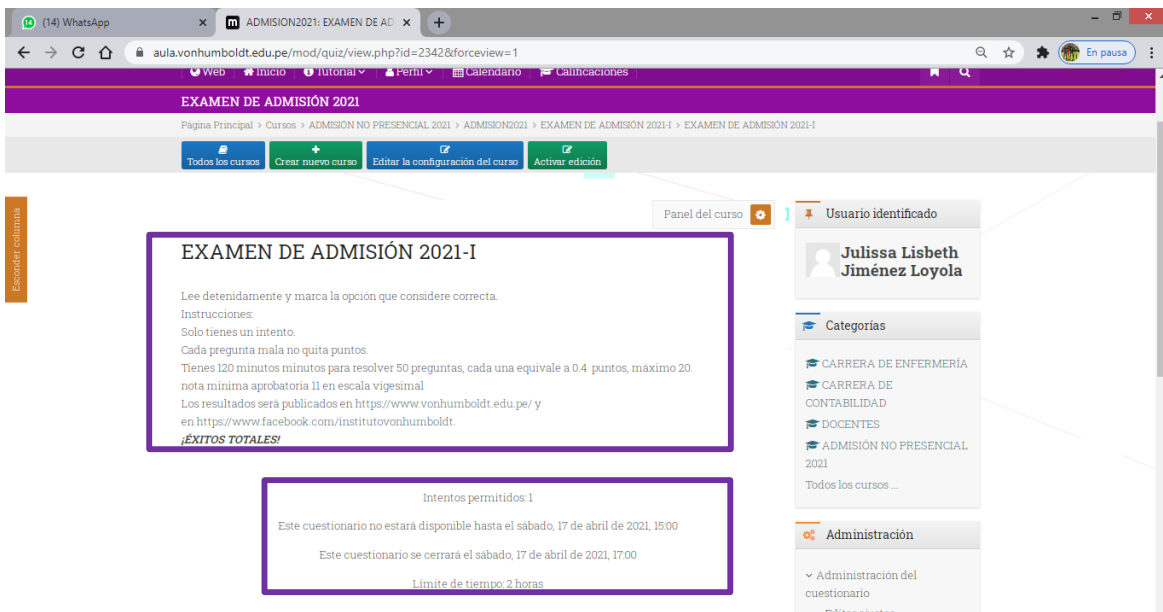 (14) WhatsApp
ADMISION2021: EXAMEN DE AD
aula.vonhumboldt.edu.pe/mod/quiz/view.php?id=2342&forceview=1
En pausa
Web Inicio Tutorial Perfil Calendario Calificaciones
EXAMEN DE ADMISIÓN 2021
Página Principal > Cursos > ADMISIÓN NO PRESENCIAL 2021 > ADMISION2021 > EXAMEN DE ADMISIÓN 2021-I > EXAMEN DE ADMISIÓN 2021-I
Todos los cursos
Crear nuevo curso
Editar la configuración del curso
Activar edición
Esconder columna
Panel del curso
EXAMEN DE ADMISIÓN 2021-I
Lee detenidamente y marca la opción que considere correcta.
Instrucciones:
Solo tienes un intento.
Cada pregunta mala no quita puntos.
Tienes 120 minutos minutos para resolver 50 preguntas, cada una equivale a 0.4 puntos, máximo 20.
nota minima aprobatoria 11 en escala vigesimal
Los resultados será publicados en https://www.vonhumboldt.edu.pe/ y
en https://www.facebook.com/institutovonhumboldt.
¡ÉXITOS TOTALES!
Intentos permitidos: 1
Este cuestionario no estará disponible hasta el sábado, 17 de abril de 2021, 15:00
Este cuestionario se cerrará el sábado, 17 de abril de 2021, 17:00
Límite de tiempo: 2 horas
Usuario identificado
Julissa Lisbeth
Jiménez Loyola
Categorías
CARRERA DE ENFERMERÍA
CARRERA DE
CONTABILIDAD
DOCENTES
ADMISIÓN NO PRESENCIAL
2021
Todos los cursos ...
Administración
Administración del
cuestionario
Editar ajustes